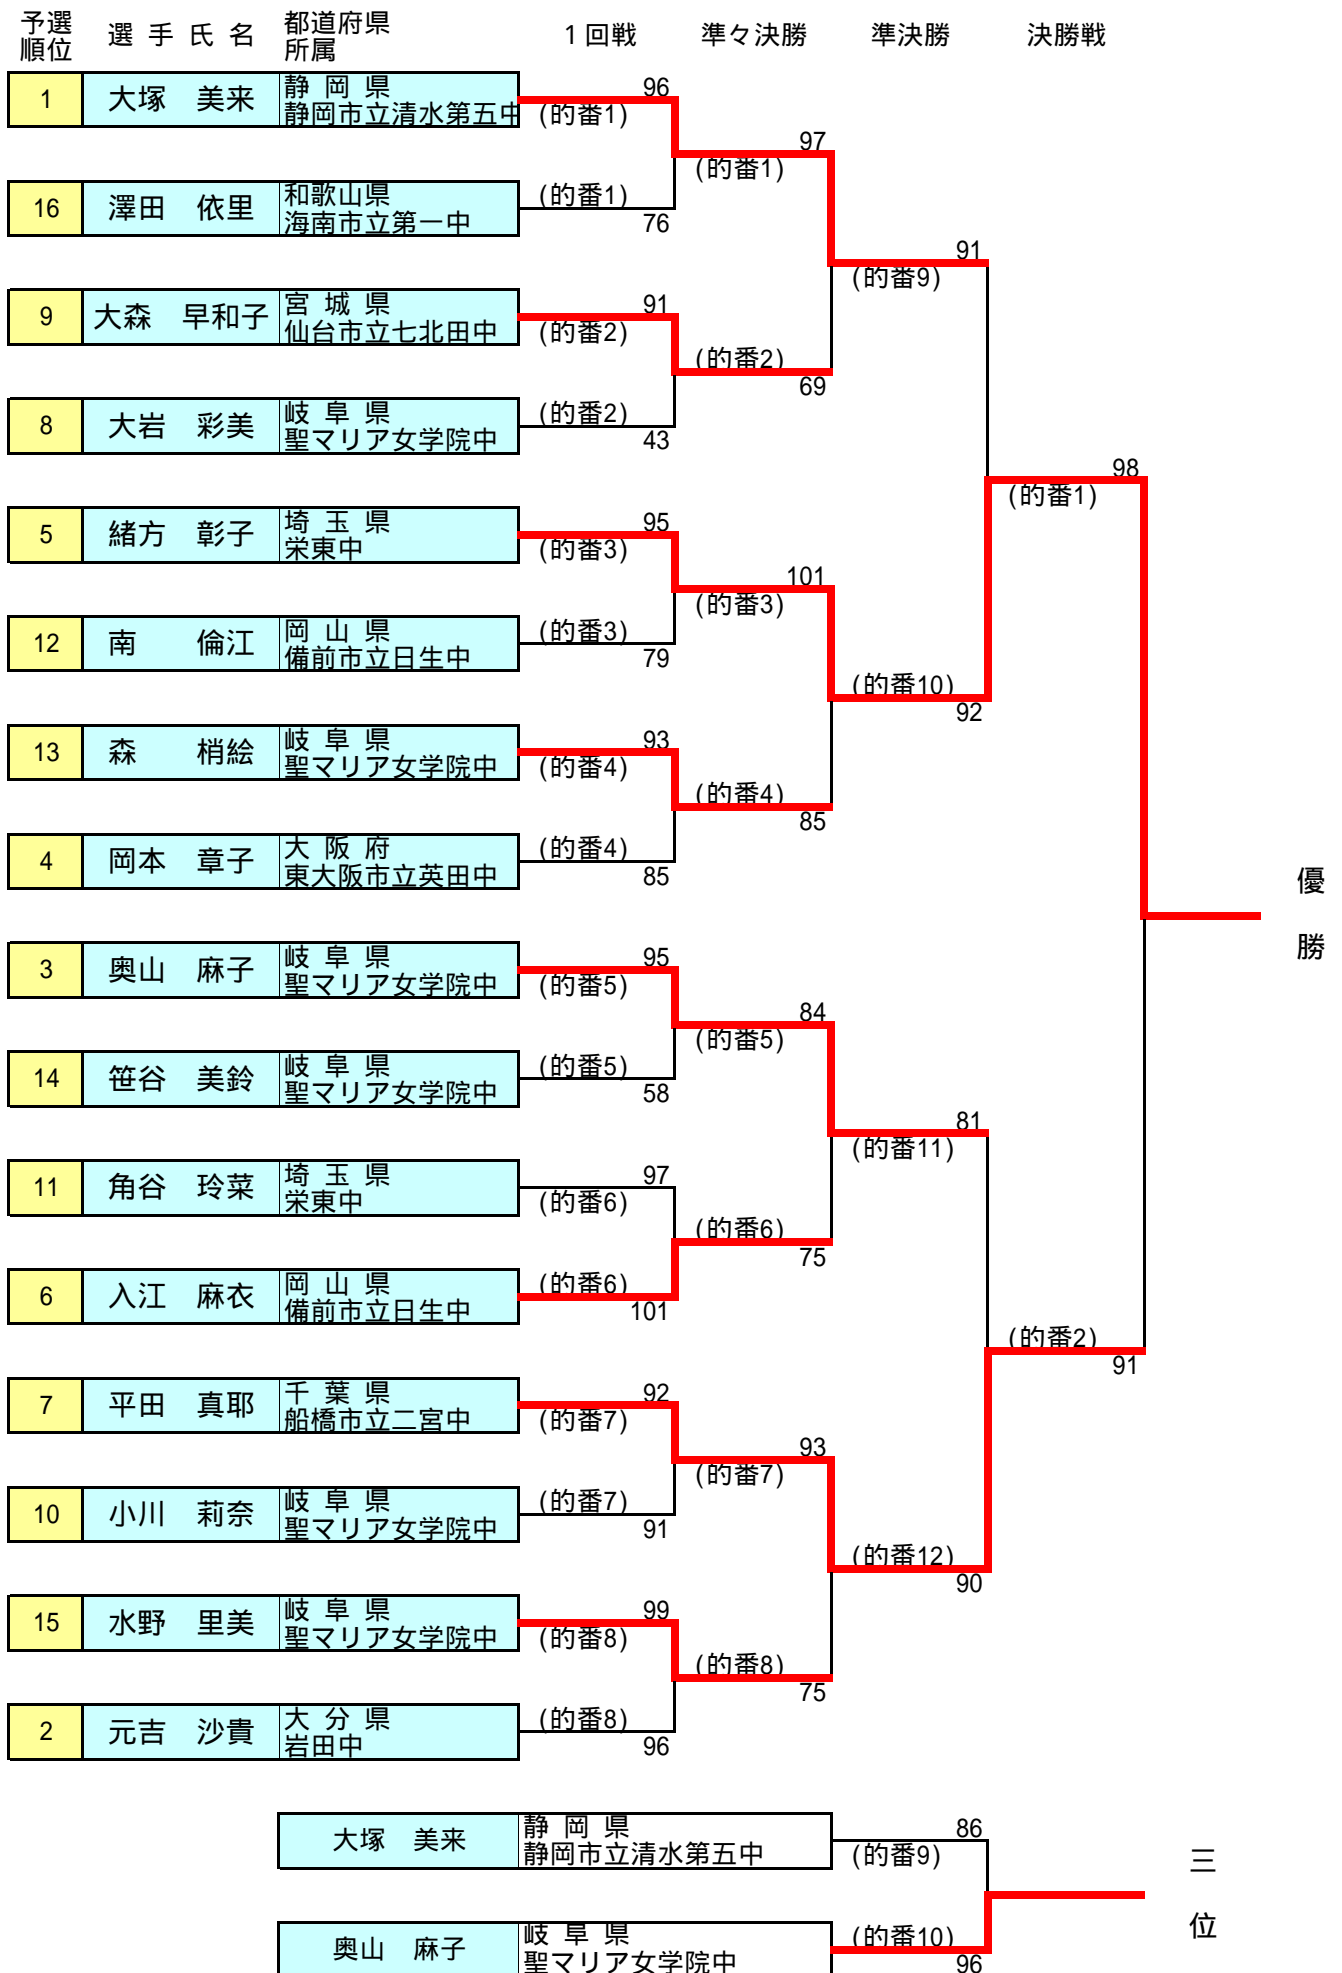 予選順位 選手氏名 都道府県所属 1回戦 準々決勝 準決勝 決勝戦
96
1 大塚 美来 静岡県
静岡市立清水第五中 (的番1)
97
(的番1)
16 澤田 依里 和歌山県 (的番1)
海南市立第一中
76
91
(的番9)
9 大森 早和子 宮城県 91
仙台市立七北田中 (的番2)
(的番2)
69
8 大岩 彩美 岐阜県 (的番2)
聖マリア女学院中 43
98
(的番1)
5 緒方 彰子 埼玉県 95
栄東中 (的番3)
101
(的番3)
12 南 倫江 岡山県 (的番3)
備前市立日生中 79
(的番10)
92
13 森 梢絵 岐阜県 93
聖マリア女学院中 (的番4)
(的番4)
85
4 岡本 章子 大阪府 (的番4)
東大阪市立英田中 85
優
勝
3 奥山 麻子 岐阜県 95
聖マリア女学院中 (的番5)
84
(的番5)
14 笹谷 美鈴 岐阜県 (的番5)
聖マリア女学院中 58
81
(的番11)
11 角谷 玲菜 埼玉県 97
栄東中 (的番6)
(的番6)
75
6 入江 麻衣 岡山県 (的番6)
備前市立日生中 101
(的番2)
91
7 平田 真耶 千葉県 92
船橋市立二宮中 (的番7)
93
(的番7)
10 小川 莉奈 岐阜県 (的番7)
聖マリア女学院中 91
(的番12)
90
15 水野 里美 岐阜県 99
聖マリア女学院中 (的番8)
(的番8)
75
2 元吉 沙貴 大分県 (的番8)
岩田中 96
大塚 美来 静岡県 86
静岡市立清水第五中 (的番9)
三
位
奥山 麻子 岐阜県 (的番10)
聖マリア女学院中 96